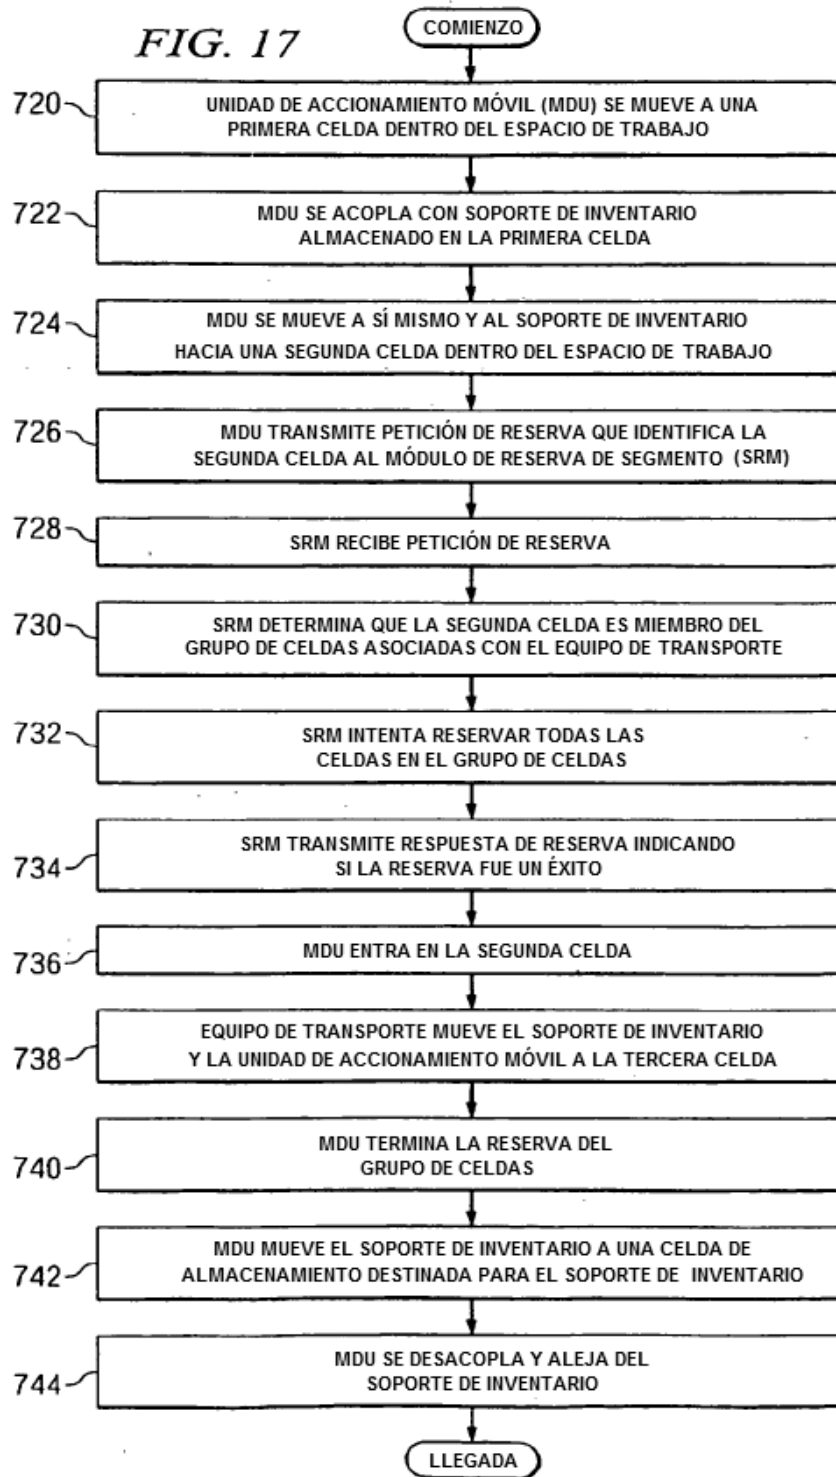 FIG. 17
COMIENZO
720
UNIDAD DE ACCIONAMIENTO MÓVIL (MDU) SE MUEVE A UNA
PRIMERA CELDA DENTRO DEL ESPACIO DE TRABAJO
722
MDU SE ACOPLA CON SOPORTE DE INVENTARIO
ALMACENADO EN LA PRIMERA CELDA
724
MDU SE MUEVE A SÍ MISMO Y AL SOPORTE DE INVENTARIO
HACIA UNA SEGUNDA CELDA DENTRO DEL ESPACIO DE TRABAJO
726
MDU TRANSMITE PETICIÓN DE RESERVA QUE IDENTIFICA LA
SEGUNDA CELDA AL MÓDULO DE RESERVA DE SEGMENTO (SRM)
728
SRM RECIBE PETICIÓN DE RESERVA
730
SRM DETERMINA QUE LA SEGUNDA CELDA ES MIEMBRO DEL
GRUPO DE CELDAS ASOCIADAS CON EL EQUIPO DE TRANSPORTE
732
SRM INTENTA RESERVAR TODAS LAS
CELDAS EN EL GRUPO DE CELDAS
734
SRM TRANSMITE RESPUESTA DE RESERVA INDICANDO
SI LA RESERVA FUE UN ÉXITO
736
MDU ENTRA EN LA SEGUNDA CELDA
738
EQUIPO DE TRANSPORTE MUEVE EL SOPORTE DE INVENTARIO
Y LA UNIDAD DE ACCIONAMIENTO MÓVIL A LA TERCERA CELDA
740
MDU TERMINA LA RESERVA DEL
GRUPO DE CELDAS
742
MDU MUEVE EL SOPORTE DE INVENTARIO A UNA CELDA DE
ALMACENAMIENTO DESTINADA PARA EL SOPORTE DE INVENTARIO
744
MDU SE DESACOPLA Y ALEJA DEL
SOPORTE DE INVENTARIO
LLEGADA